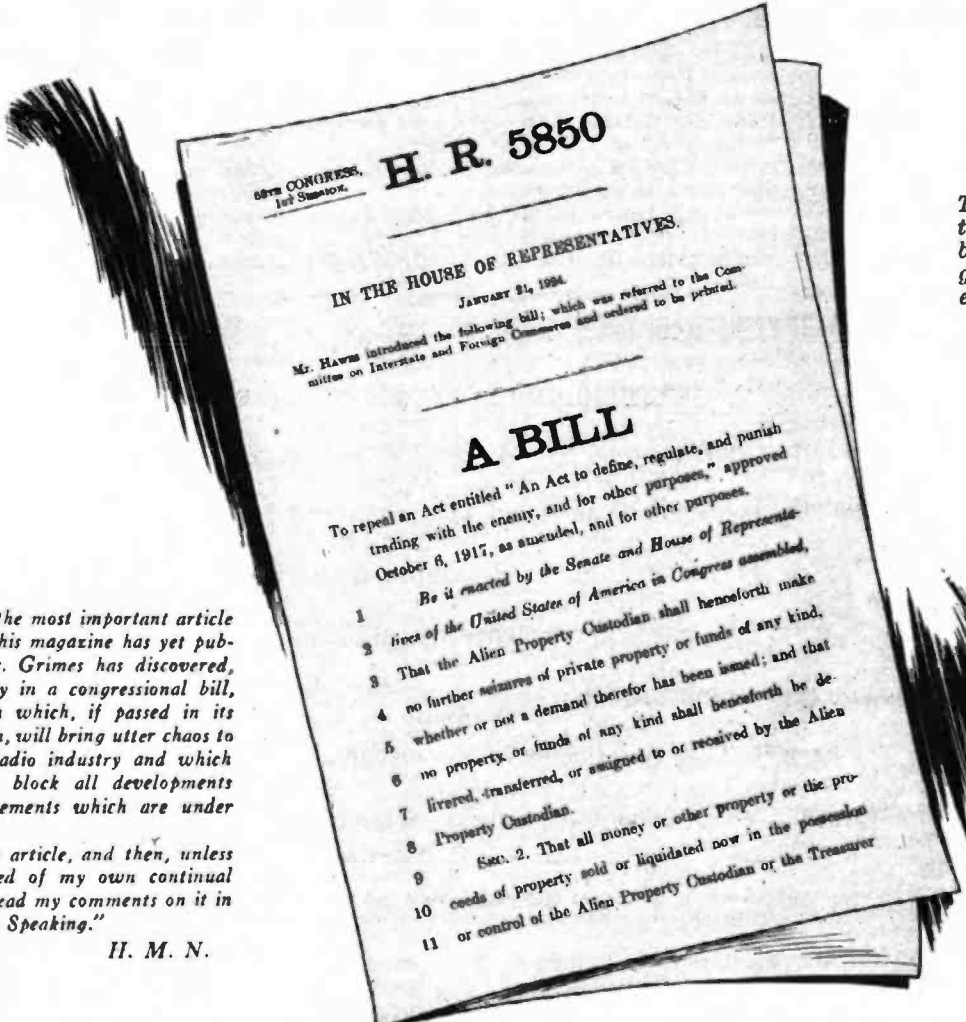 68TH CONGRESS,
1ST SESSION.
H. R. 5850
IN THE HOUSE OF REPRESENTATIVES.
JANUARY 21, 1924.
Mr. HAWES introduced the following bill; which was referred to the Com-
mittee on Interstate and Foreign Commerce and ordered to be printed.
A BILL
To repeal an Act entitled "An Act to define, regulate, and punish
trading with the enemy, and for other purposes," approved
October 6, 1917, as amended, and for other purposes.
1 Be it enacted by the Senate and House of Representa-
2 tives of the United States of America in Congress assembled,
3 That the Alien Property Custodian shall henceforth make
4 no further seizures of private property or funds of any kind,
5 whether or not a demand therefor has been issued; and that
6 no property, or funds of any kind shall henceforth be de-
7 livered, transferred, or assigned to or received by the Alien
8 Property Custodian.
9 SEC. 2. That all money or other property or the pro-
10 ceeds of property sold or liquidated now in the possession
11 or control of the Alien Property Custodian or the Treasurer
he most important article
his magazine has yet pub-
. Grimes has discovered,
y in a congressional bill,
which, if passed in its
, will bring utter chaos to
adio industry and which
block all developments
ements which are under
article, and then, unless
ed of my own continual
ead my comments on it in
Speaking."
H. M. N.